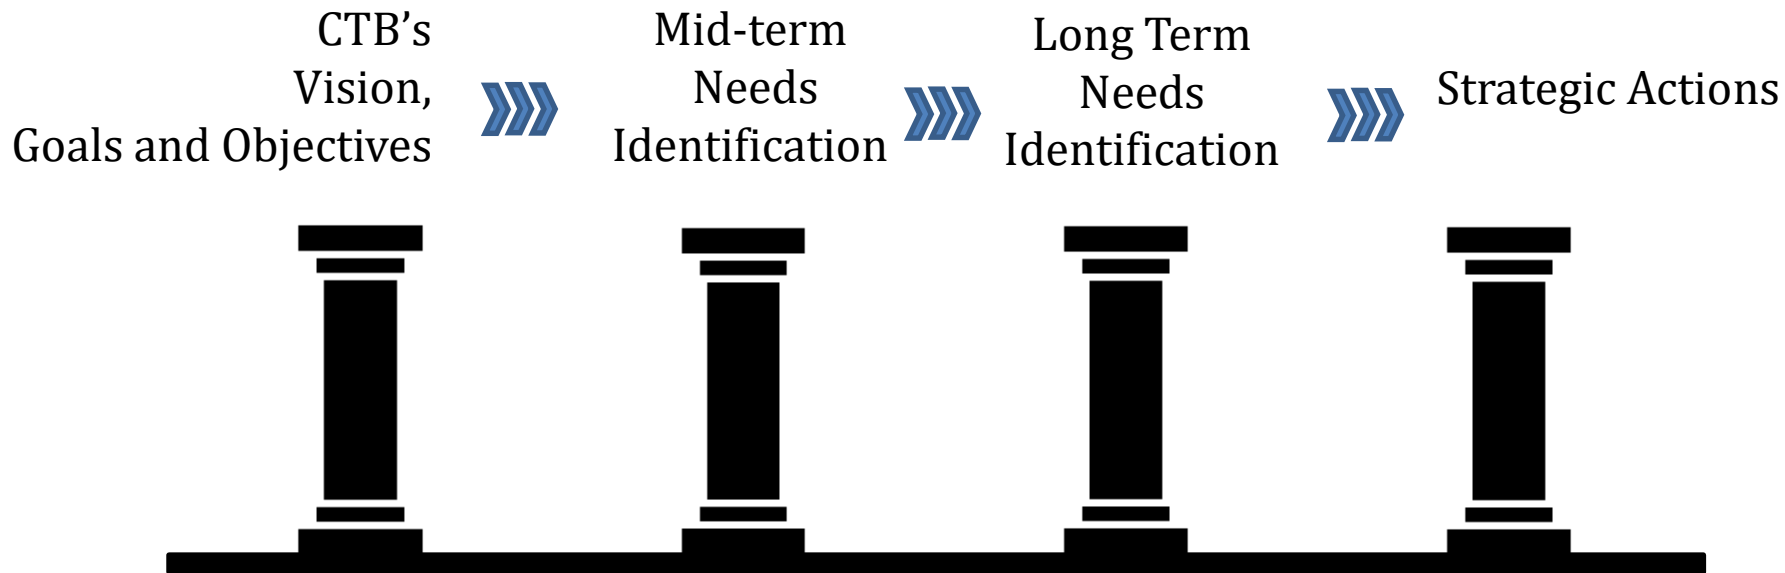 CTB’s
Vision,
Goals and Objectives
Mid-term
Needs
Identification
Long Term
Needs
Identification
Strategic Actions